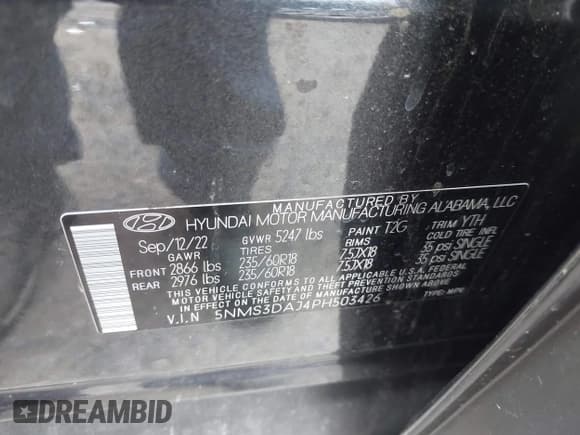 MANUFACTURED BY
HYUNDAI MOTOR MANUFACTURING ALABAMA, LLC
Sep/12/22 GVWR 5247 lbs PAINT T2G TRIM YTH
GAWR TIRES RIMS COLD TIRE INFL.
FRONT 2866 lbs 235/60R18 7.5JX18 35 psi SINGLE
REAR 2976 lbs 235/60R18 7.5JX18 35 psi SINGLE
THIS VEHICLE CONFORMS TO ALL APPLICABLE U.S.A. FEDERAL
MOTOR VEHICLE SAFETY AND THEFT PREVENTION STANDARDS
IN EFFECT ON THE DATE OF MANUFACTURE SHOWN ABOVE.
V.I.N 5NMS3DAJ4PH503426 TYPE: MPV
DREAMBID